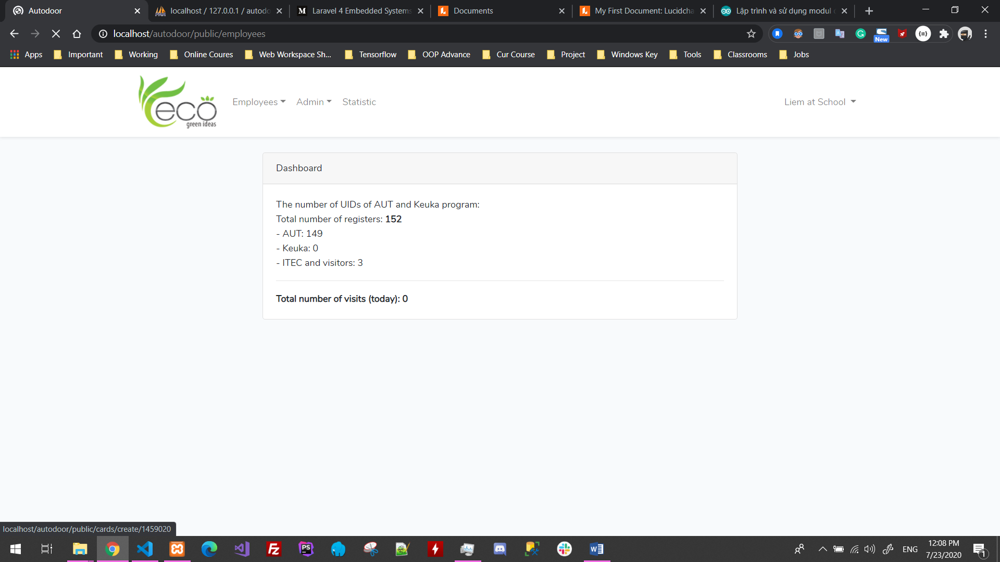 Autodoor
localhost / 127.0.0.1 / autodo
Laravel 4 Embedded Systems
Documents
My First Document: Lucidcha
Lập trình và sử dụng modul
localhost/autodoor/public/employees
New
Apps
Important
Working
Online Coures
Web Workspace Sh...
Tensorflow
OOP Advance
Cur Course
Project
Windows Key
Tools
Classrooms
Jobs
eco
green ideas
Employees
Admin
Statistic
Liem at School
Dashboard
The number of UIDs of AUT and Keuka program:
Total number of registers: 152
- AUT: 149
- Keuka: 0
- ITEC and visitors: 3
Total number of visits (today): 0
localhost/autodoor/public/cards/create/1459020
ENG
12:08 PM
7/23/2020
1